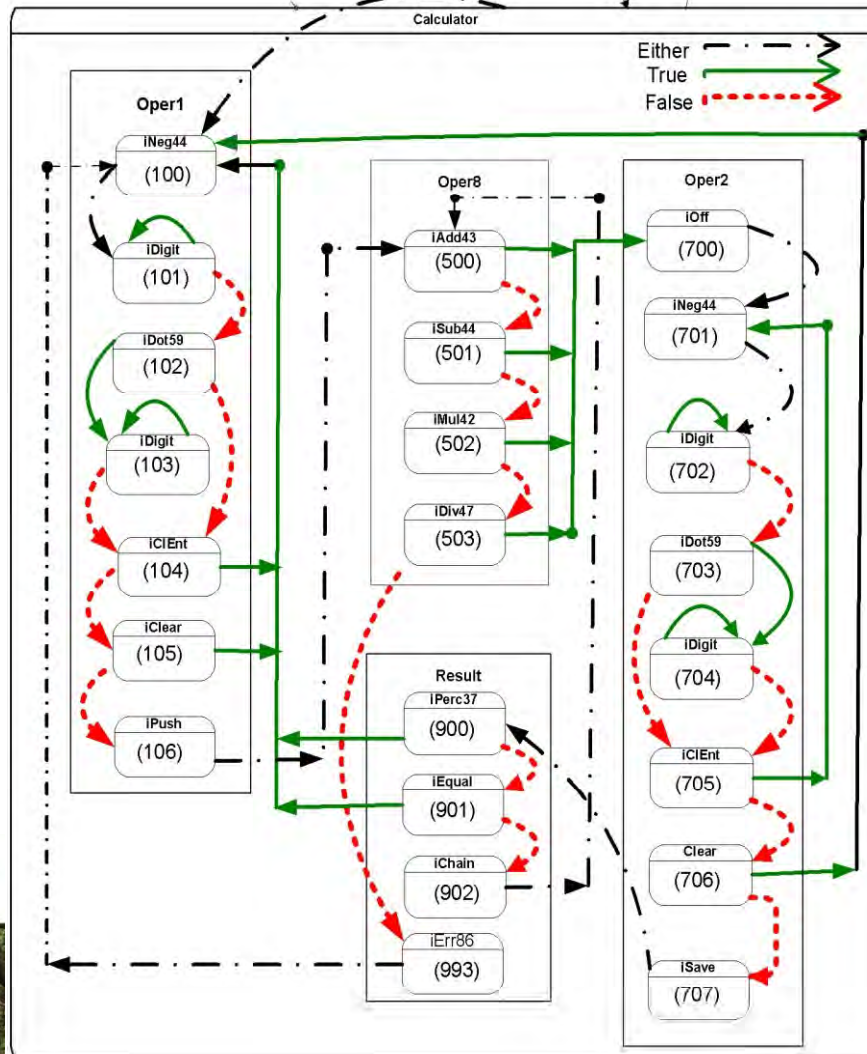 Calculator
Either
True
False
Oper1
iNeg44
(100)
iDigit
(101)
iDot59
(102)
iDigit
(103)
iClEnt
(104)
iClear
(105)
iPush
(106)
Oper8
iAdd43
(500)
iSub44
(501)
iMul42
(502)
iDiv47
(503)
Result
iPerc37
(900)
iEqual
(901)
iChain
(902)
iErr86
(993)
Oper2
iOff
(700)
iNeg44
(701)
iDigit
(702)
iDot59
(703)
iDigit
(704)
iClEnt
(705)
Clear
(706)
iSave
(707)